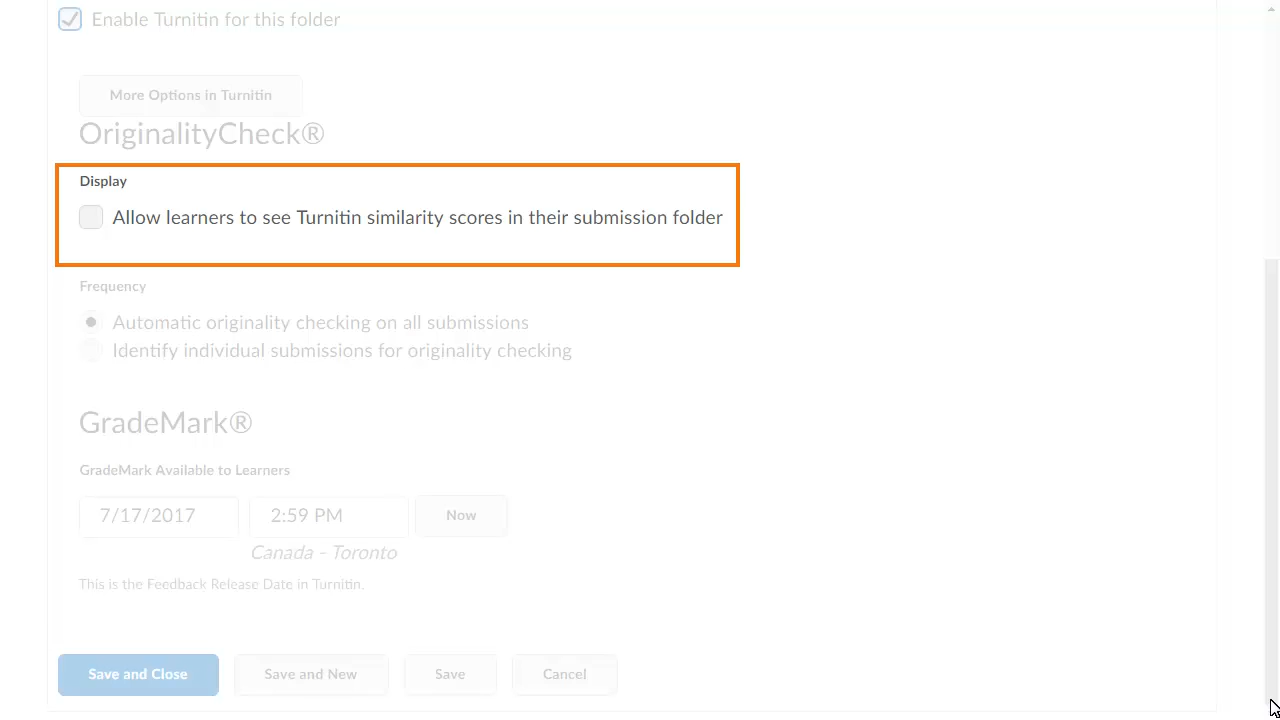 Enable Turnitin for this folder
More Options in Turnitin
OriginalityCheck®
Display
Allow learners to see Turnitin similarity scores in their submission folder
Frequency
Automatic originality checking on all submissions
Identify individual submissions for originality checking
GradeMark®
GradeMark Available to Learners
7/17/2017 2:59 PM Now
Canada - Toronto
This is the Feedback Release Date in Turnitin.
Save and Close Save and New Save Cancel